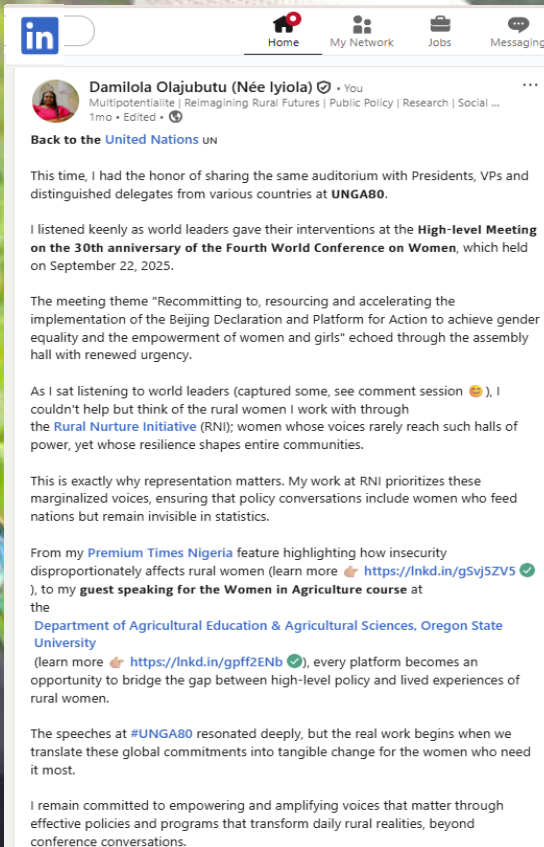 in
Home
My Network
Jobs
Messaging
Damilola Olajubutu (Née Iyiola) • You
Multipotentialite | Reimagining Rural Futures | Public Policy | Research | Social ...
1mo • Edited •
Back to the United Nations UN
This time, I had the honor of sharing the same auditorium with Presidents, VPs and
distinguished delegates from various countries at UNGA80.
I listened keenly as world leaders gave their interventions at the High-level Meeting
on the 30th anniversary of the Fourth World Conference on Women, which held
on September 22, 2025.
The meeting theme "Recommitting to, resourcing and accelerating the
implementation of the Beijing Declaration and Platform for Action to achieve gender
equality and the empowerment of women and girls" echoed through the assembly
hall with renewed urgency.
As I sat listening to world leaders (captured some, see comment session 😊), I
couldn't help but think of the rural women I work with through
the Rural Nurture Initiative (RNI); women whose voices rarely reach such halls of
power, yet whose resilience shapes entire communities.
This is exactly why representation matters. My work at RNI prioritizes these
marginalized voices, ensuring that policy conversations include women who feed
nations but remain invisible in statistics.
From my Premium Times Nigeria feature highlighting how insecurity
disproportionately affects rural women (learn more 👉🏼 https://lnkd.in/gSvj5ZV5
), to my guest speaking for the Women in Agriculture course at
the
Department of Agricultural Education & Agricultural Sciences, Oregon State
University
(learn more 👉🏼 https://lnkd.in/gpff2ENb), every platform becomes an
opportunity to bridge the gap between high-level policy and lived experiences of
rural women.
The speeches at #UNGA80 resonated deeply, but the real work begins when we
translate these global commitments into tangible change for the women who need
it most.
I remain committed to empowering and amplifying voices that matter through
effective policies and programs that transform daily rural realities, beyond
conference conversations.